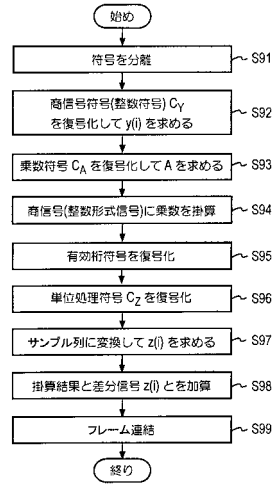 始め
符号を分離
S91
商信号符号(整数符号) CY
を復号化して y(i) を求める
S92
乗数符号 CA を復号化して A を求める
S93
商信号(整数形式信号)に乗数を掛算
S94
有効桁符号を復号化
S95
単位処理符号 CZ を復号化
S96
サンプル列に変換して z(i) を求める
S97
掛算結果と差分信号 z(i) とを加算
S98
フレーム連結
S99
終り